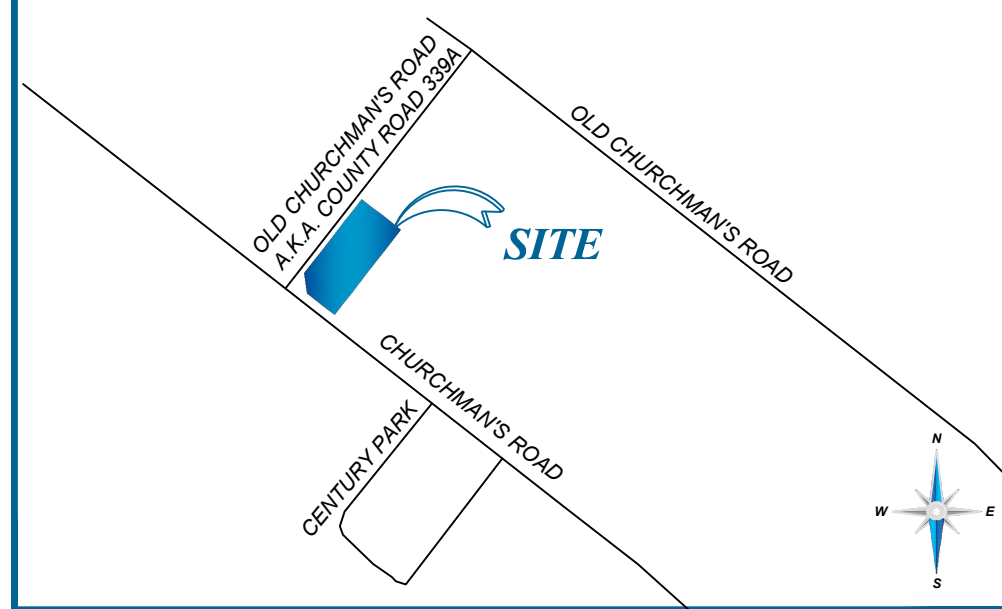 OLD CHURCHMAN'S ROAD
A.K.A. COUNTY ROAD 339A
OLD CHURCHMAN'S ROAD
SITE
CHURCHMAN'S ROAD
CENTURY PARK
N
W
E
S